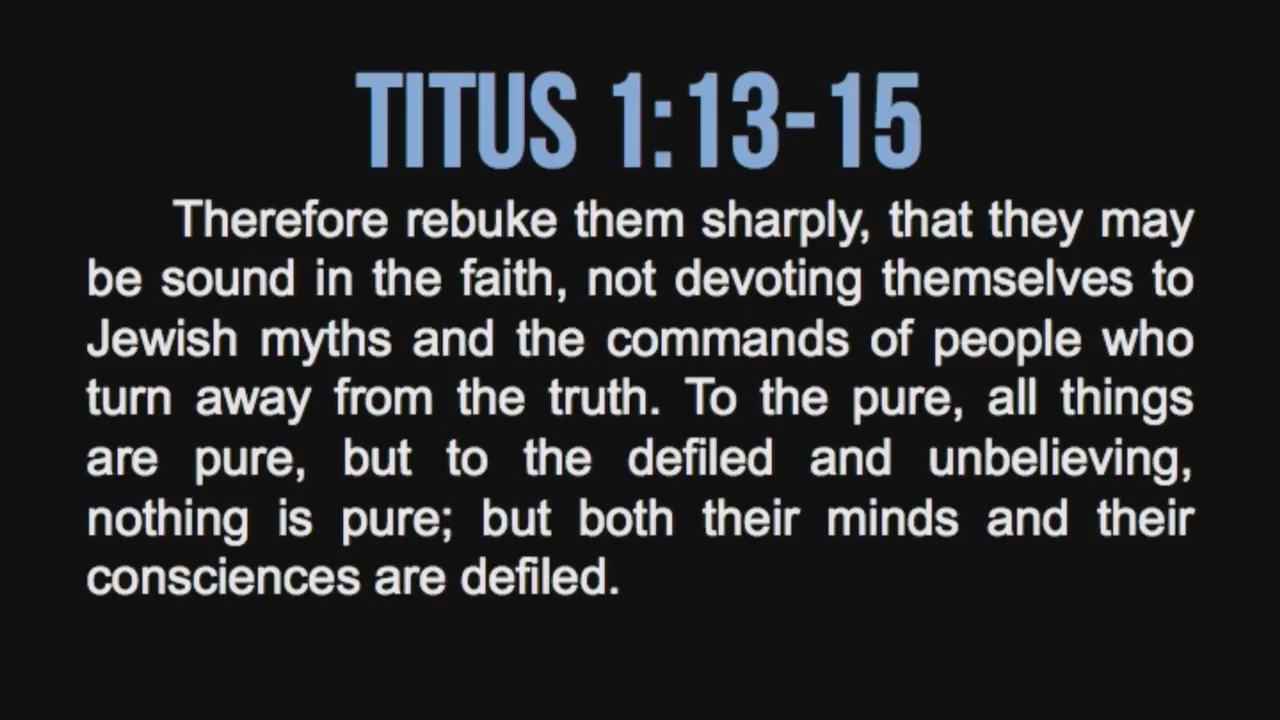 TITUS 1:13-15
Therefore rebuke them sharply, that they may
be sound in the faith, not devoting themselves to
Jewish myths and the commands of people who
turn away from the truth. To the pure, all things
are pure, but to the defiled and unbelieving,
nothing is pure; but both their minds and their
consciences are defiled.